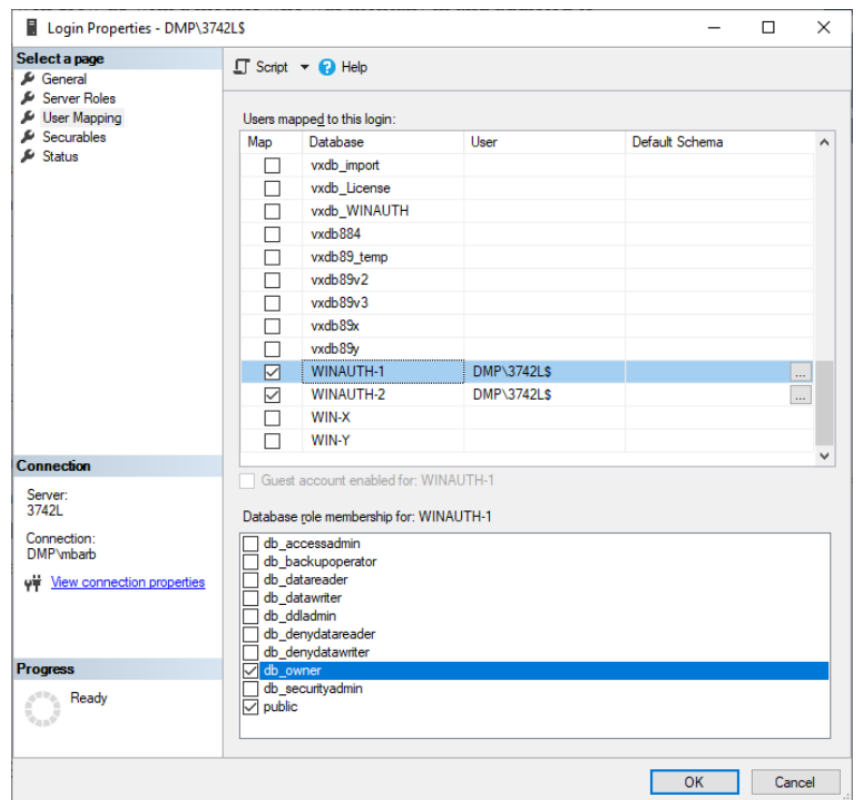 Login Properties - DMP\3742L$
Select a page
General
Server Roles
User Mapping
Securables
Status
Script
Help
Users mapped to this login:
Map Database User Default Schema
vxdb_import
vxdb_License
vxdb_WINAUTH
vxdb884
vxdb89_temp
vxdb89v2
vxdb89v3
vxdb89x
vxdb89y
WINAUTH-1 DMP\3742L$ ...
WINAUTH-2 DMP\3742L$ ...
WIN-X
WIN-Y
Guest account enabled for: WINAUTH-1
Database role membership for: WINAUTH-1
db_accessadmin
db_backupoperator
db_datareader
db_datawriter
db_ddladmin
db_denydatareader
db_denydatawriter
db_owner
db_securityadmin
public
Connection
Server:
3742L
Connection:
DMP\mbarb
View connection properties
Progress
Ready
OK Cancel